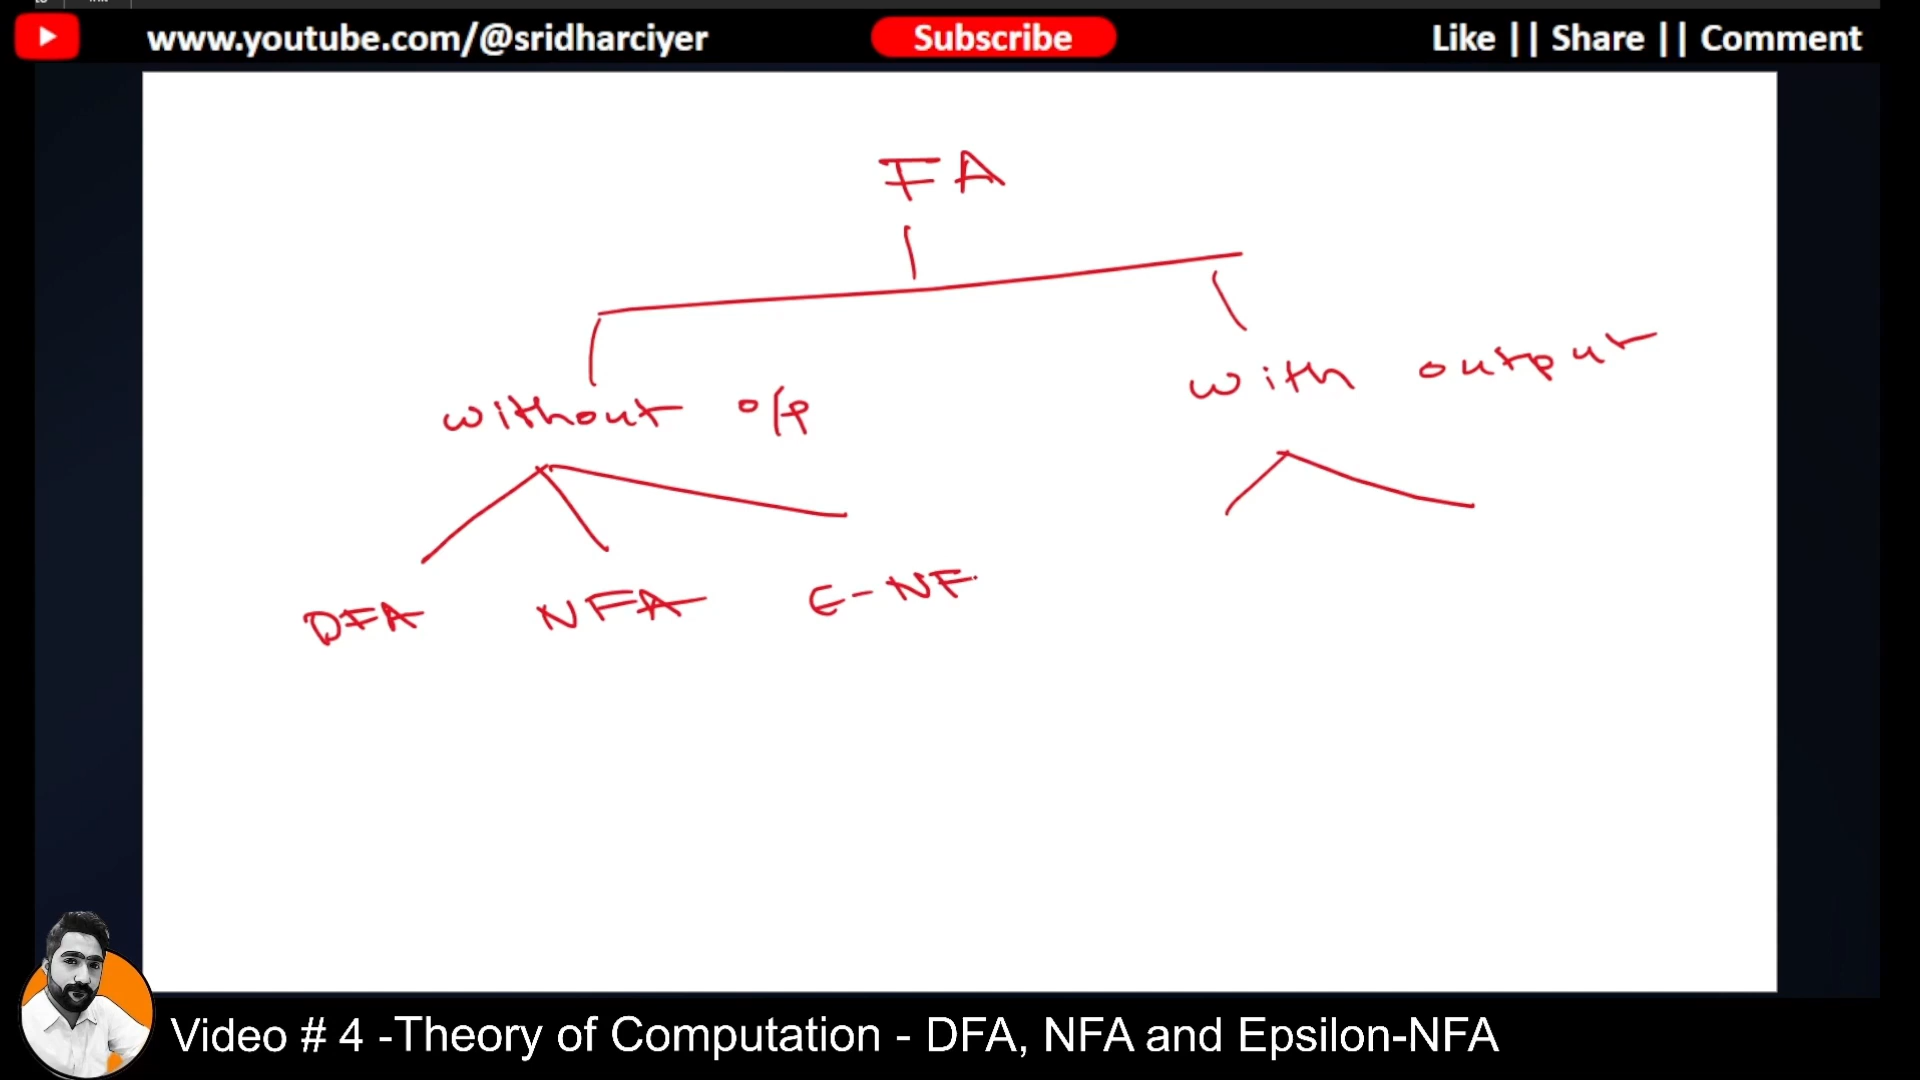 www.youtube.com/@sridharciyer Subscribe Like || Share || Comment
FA
without o/p with output
DFA NFA E-NF
Video # 4 -Theory of Computation - DFA, NFA and Epsilon-NFA